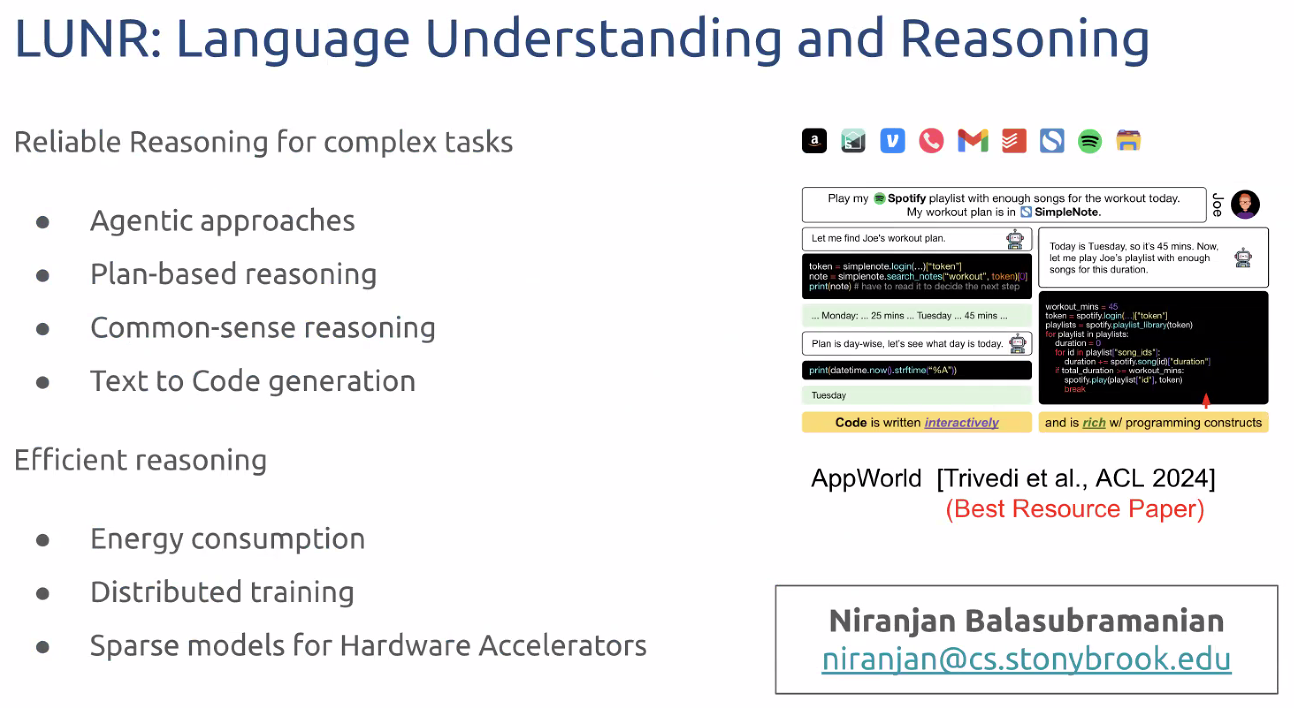 LUNR: Language Understanding and Reasoning
Reliable Reasoning for complex tasks
● Agentic approaches
● Plan-based reasoning
● Common-sense reasoning
● Text to Code generation
Efficient reasoning
● Energy consumption
● Distributed training
● Sparse models for Hardware Accelerators
Play my Spotify playlist with enough songs for the workout today.
My workout plan is in SimpleNote.
Joe
Let me find Joe's workout plan.
token = simplenote.login(...)["token"]
note = simplenote.search_notes("workout", token)[0]
print(note) # have to read it to decide the next step
... Monday: ... 25 mins ... Tuesday ... 45 mins ...
Plan is day-wise, let's see what day is today.
print(datetime.now().strftime("%A"))
Tuesday
Code is written interactively
Today is Tuesday, so it's 45 mins. Now,
let me play Joe's playlist with enough
songs for this duration.
workout_mins = 45
token = spotify.login(...)["token"]
playlists = spotify.playlist_library(token)
for playlist in playlists:
duration = 0
for id in playlist["song_ids"]:
duration += spotify.song(id)["duration"]
if total_duration >= workout_mins:
spotify.play(playlist["id"], token)
break
and is rich w/ programming constructs
AppWorld [Trivedi et al., ACL 2024]
(Best Resource Paper)
Niranjan Balasubramanian
niranjan@cs.stonybrook.edu